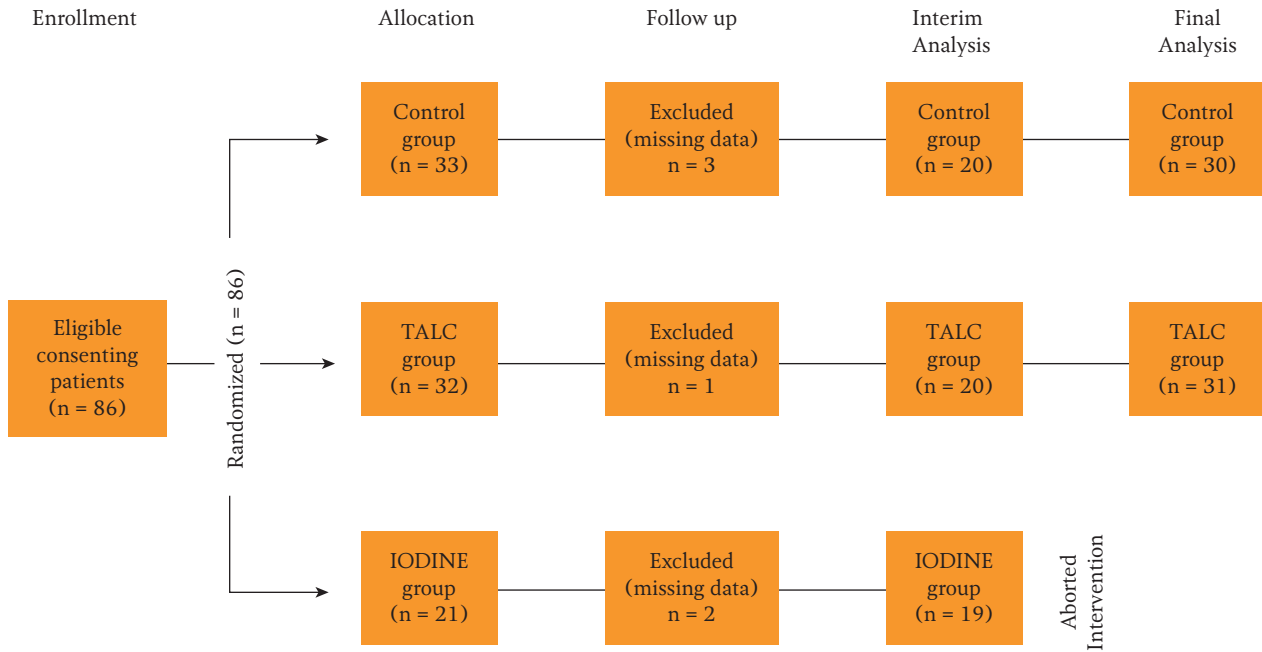 Enrollment
Allocation
Follow up
Interim
Analysis
Final
Analysis
Control
group
(n = 33)
Excluded
(missing data)
n = 3
Control
group
(n = 20)
Control
group
(n = 30)
Eligible
consenting
patients
(n = 86)
Randomized (n = 86)
TALC
group
(n = 32)
Excluded
(missing data)
n = 1
TALC
group
(n = 20)
TALC
group
(n = 31)
IODINE
group
(n = 21)
Excluded
(missing data)
n = 2
IODINE
group
(n = 19)
Aborted
Intervention